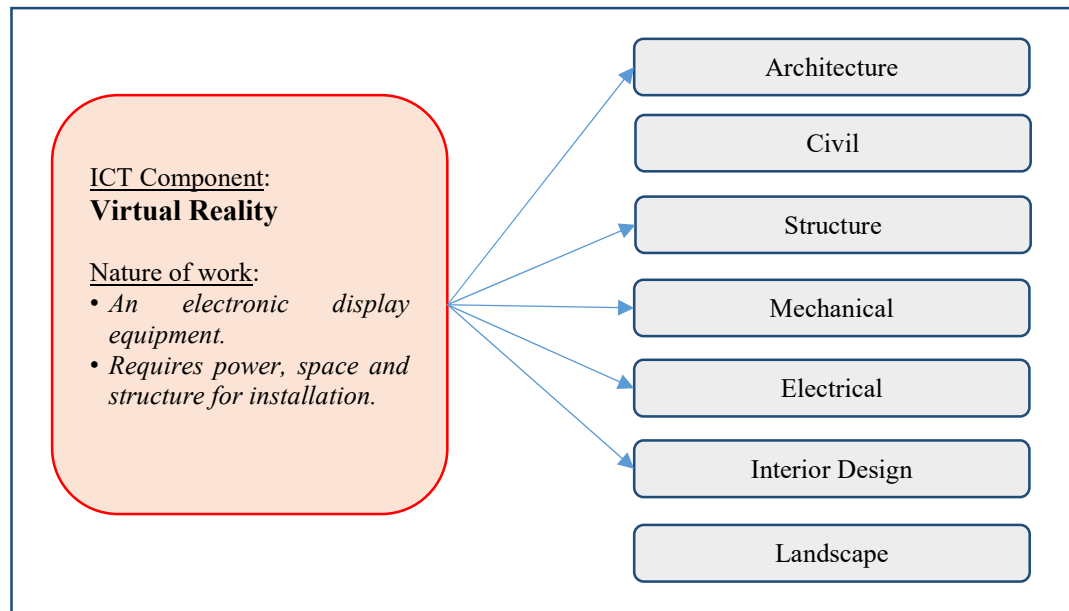 ICT Component:
Virtual Reality
Nature of work:
• An electronic display
equipment.
• Requires power, space and
structure for installation.
Architecture
Civil
Structure
Mechanical
Electrical
Interior Design
Landscape